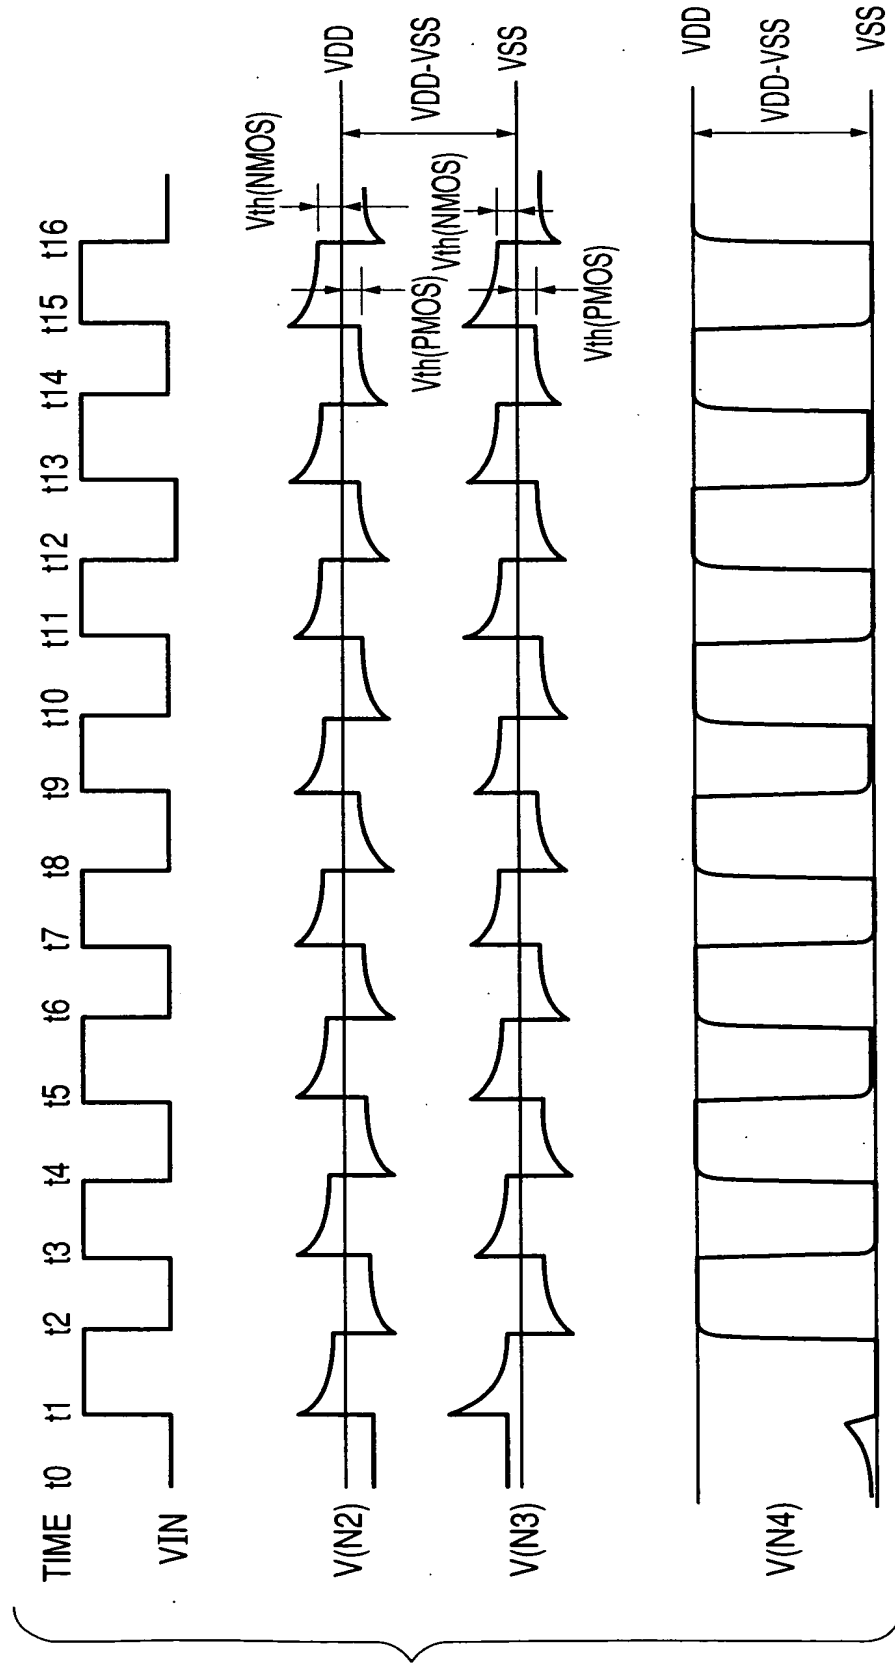 TIME t0 t1 t2 t3 t4 t5 t6 t7 t8 t9 t10 t11 t12 t13 t14 t15 t16
VIN
Vth(NMOS)
V(N2)
VDD
Vth(PMOS)
VDD-VSS
Vth(NMOS)
V(N3)
VSS
Vth(PMOS)
VDD
V(N4)
VDD-VSS
VSS